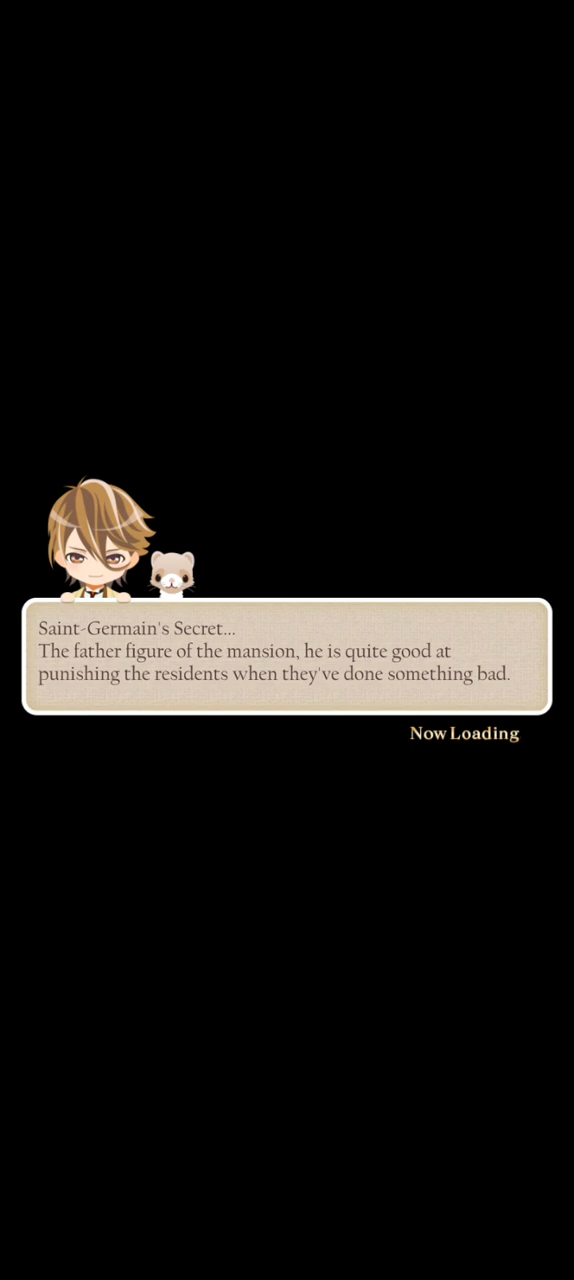 Saint-Germain's Secret...
The father figure of the mansion, he is quite good at
punishing the residents when they've done something bad.
Now Loading